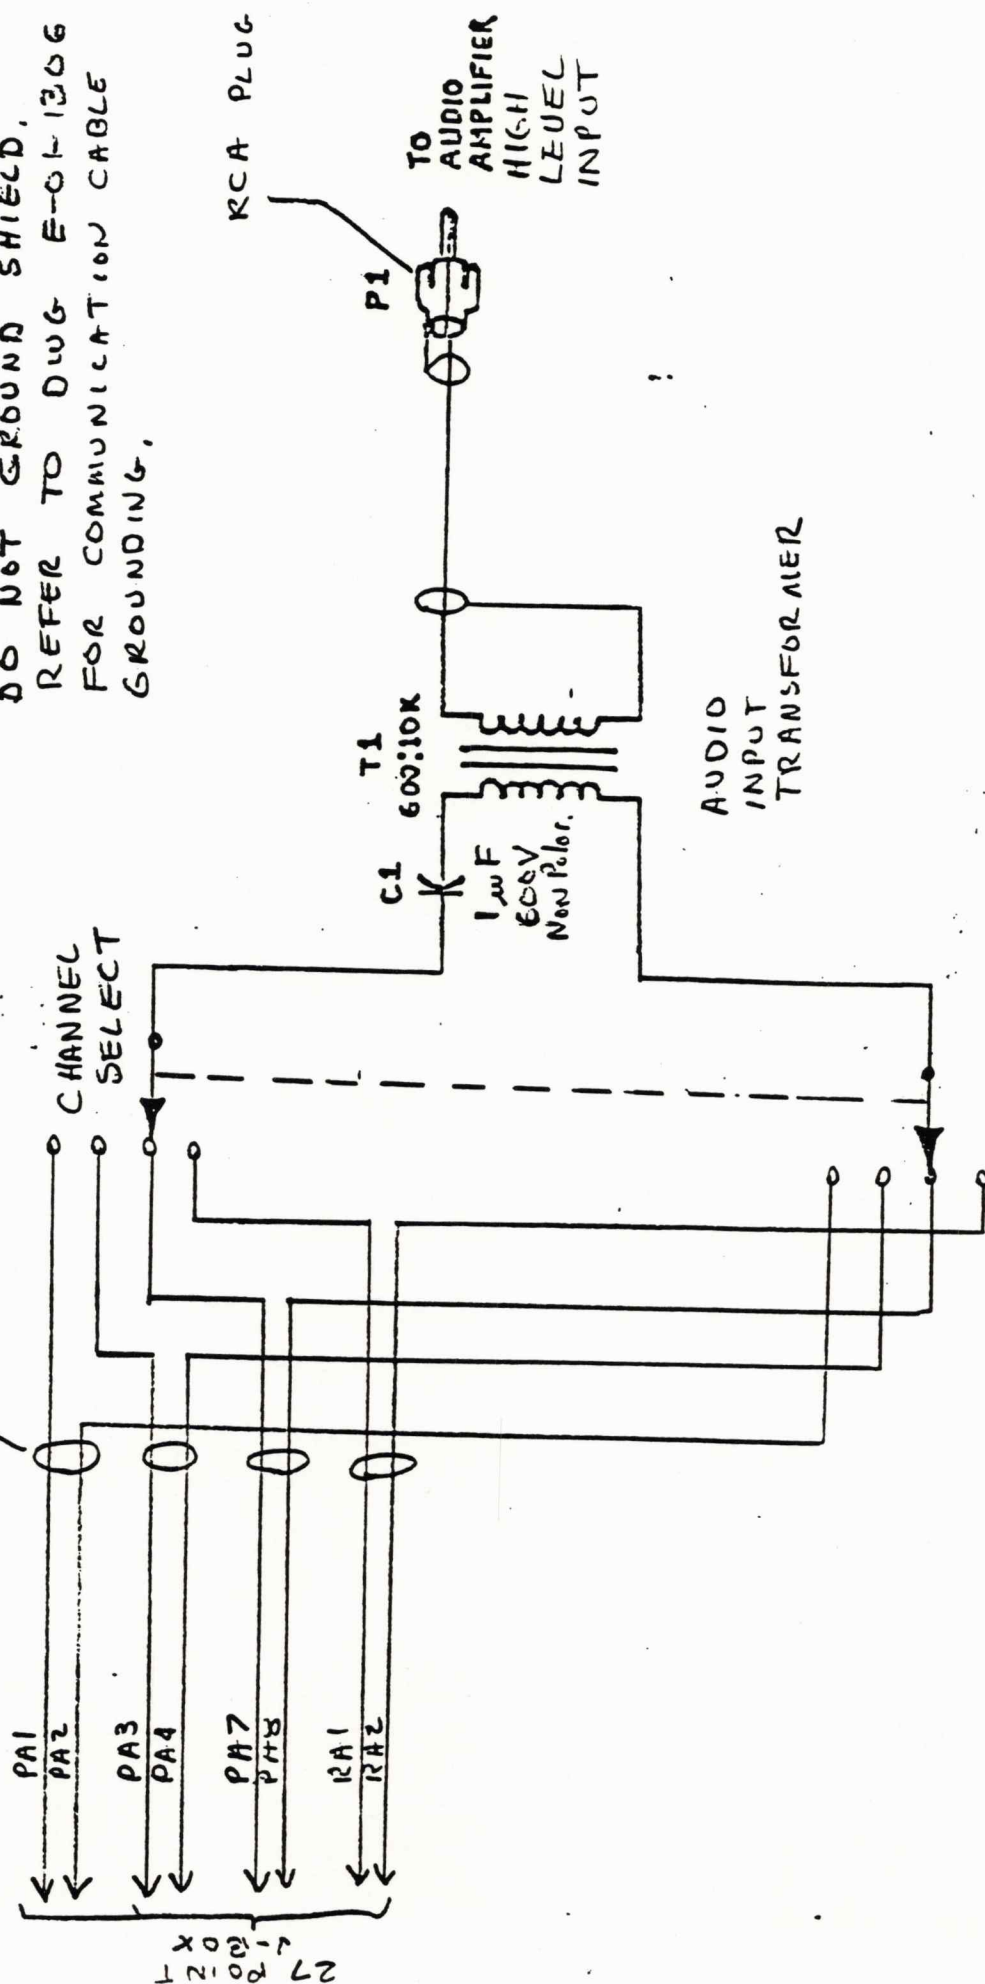 DO NOT GROUND SHIELD.
REFER TO DWG E-01-1306
FOR COMMUNICATION CABLE
GROUNDING.
RCA PLUG
P1
TO
AUDIO
AMPLIFIER
HIGH
LEVEL
INPUT
T1
600:10K
AUDIO
INPUT
TRANSFORMER
C1
1uF
600V
Non Polar.
CHANNEL
SELECT
PA1
PA2
PA3
PA4
PA7
PA8
RA1
RA2
27 POINT
J-BOX